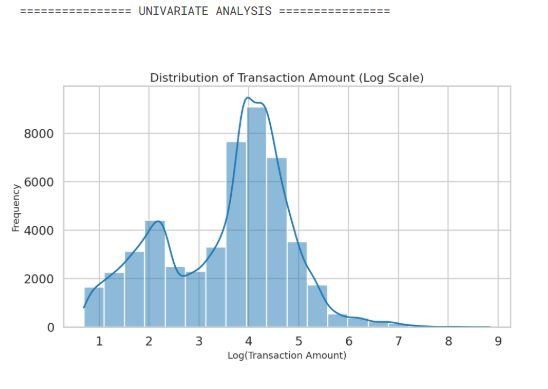 ================ UNIVARIATE ANALYSIS ================
Distribution of Transaction Amount (Log Scale)
8000
6000
4000
2000
0
Frequency
1 2 3 4 5 6 7 8 9
Log(Transaction Amount)